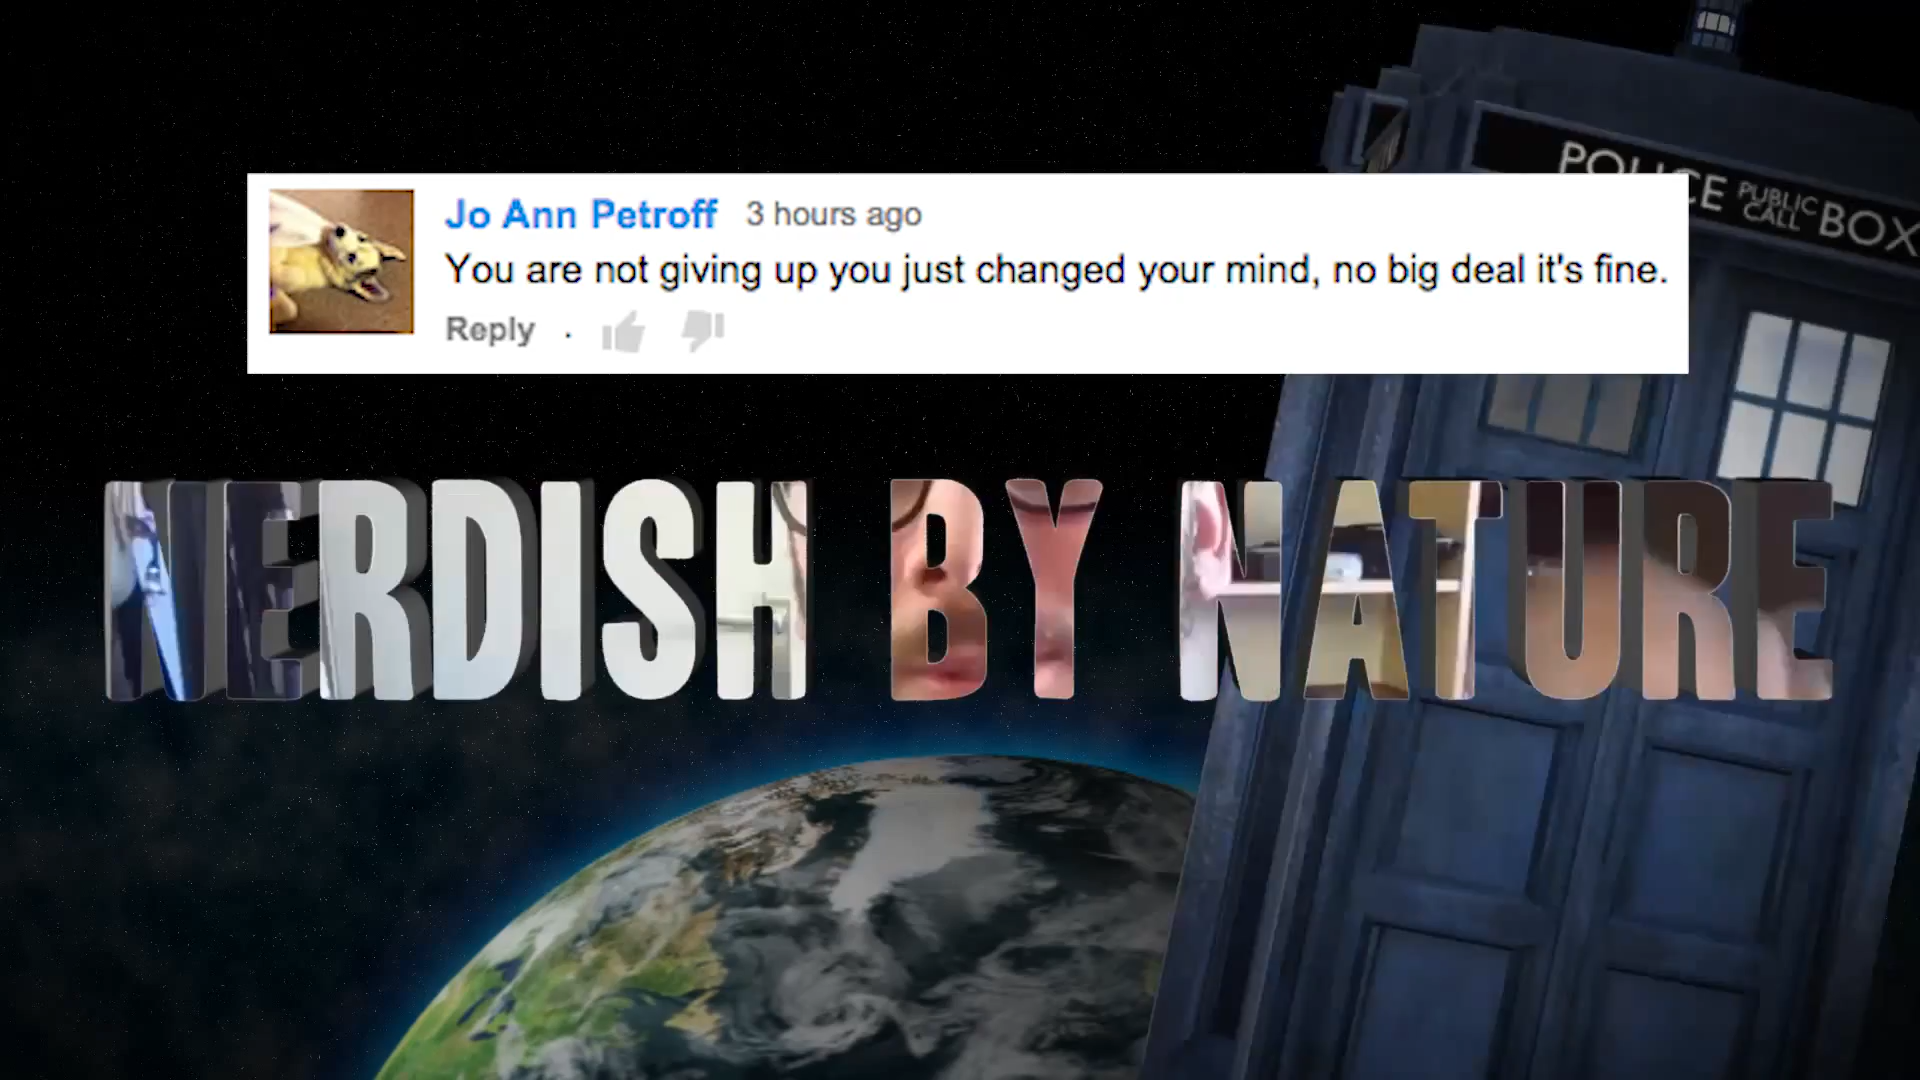 POLICE PUBLIC CALL BOX
Jo Ann Petroff 3 hours ago
You are not giving up you just changed your mind, no big deal it's fine.
Reply .
NERDISH BY NATURE